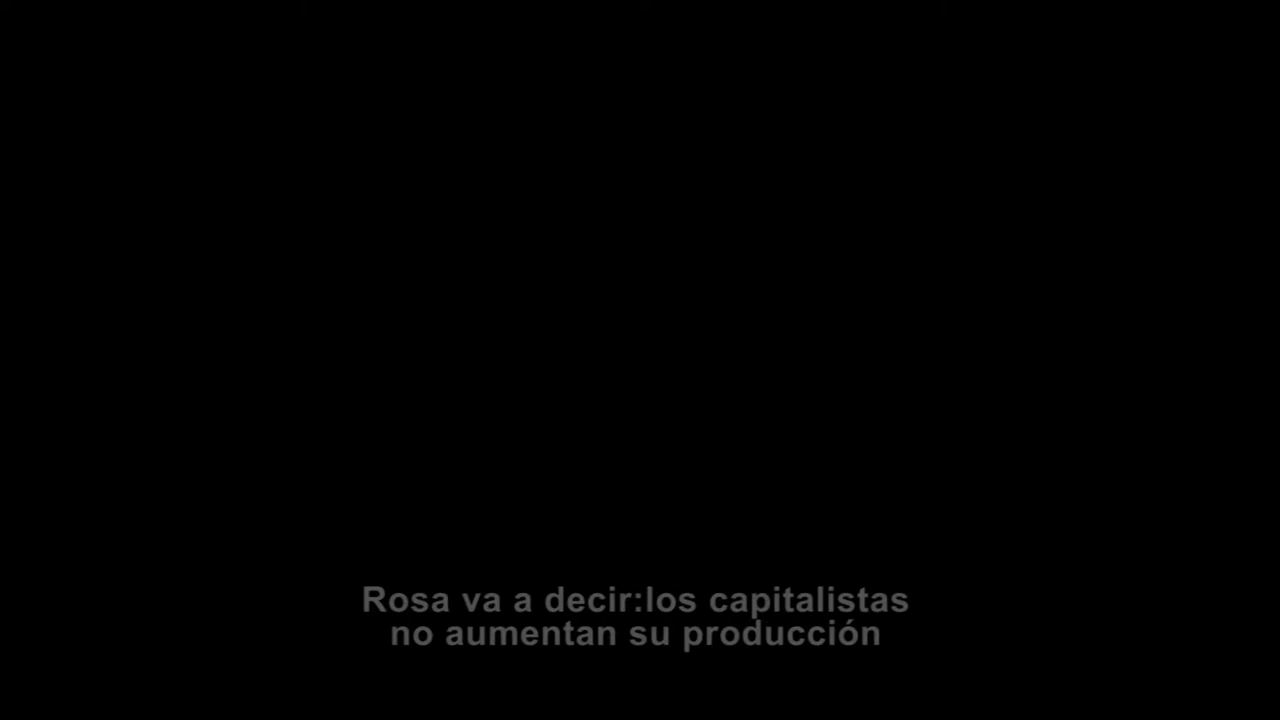 Rosa va a decir:los capitalistas
no aumentan su producción